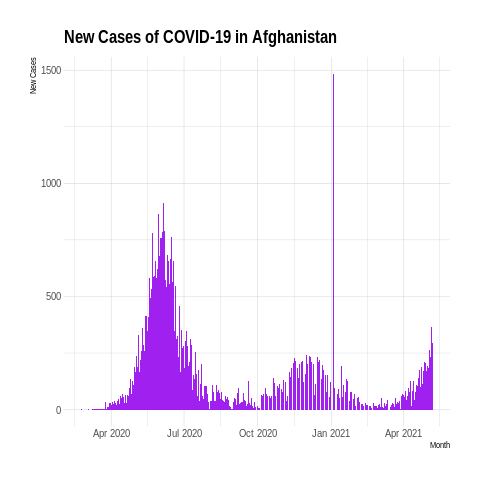 New Cases of COVID-19 in Afghanistan
New Cases
1500
1000
500
0
Apr 2020 Jul 2020 Oct 2020 Jan 2021 Apr 2021
Month